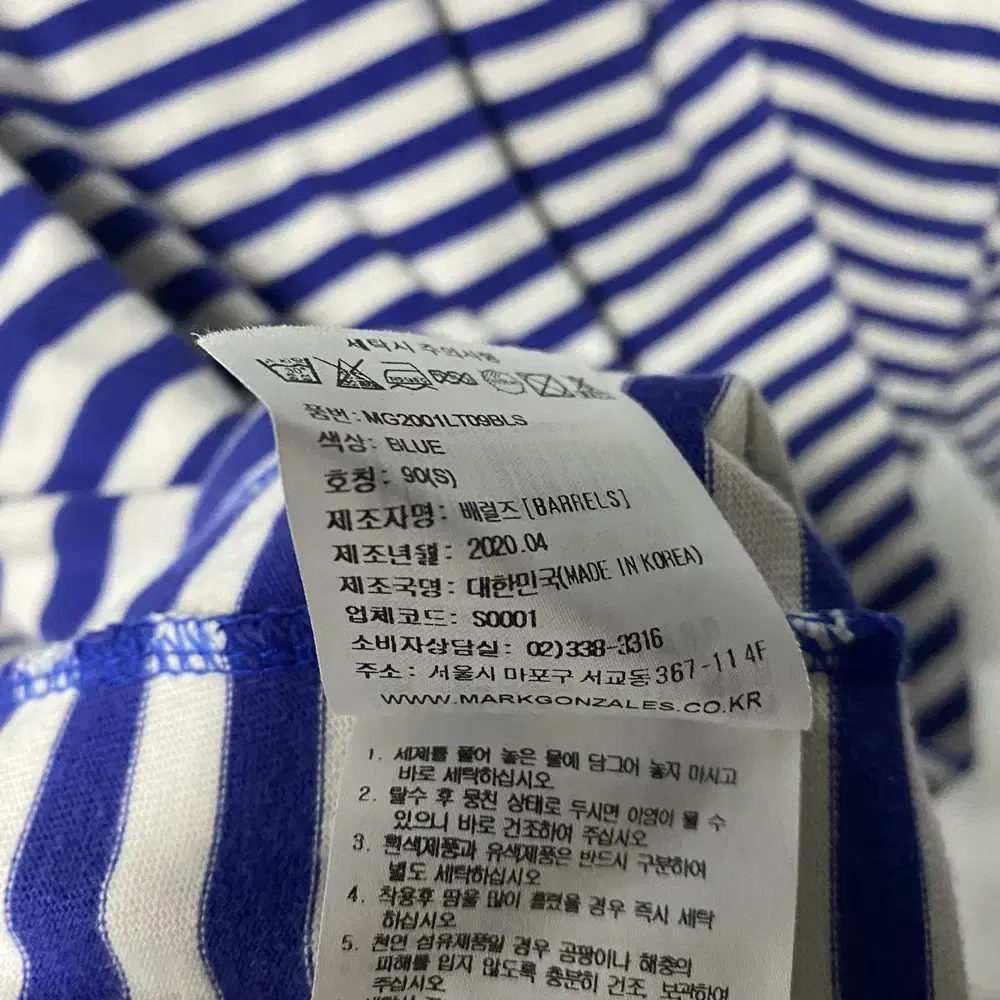 세탁시 주의사항
품번: MG2001LT09BLS
색상: BLUE
호칭: 90(S)
제조자명: 베럴즈[BARRELS]
제조년월: 2020.04
제조국명: 대한민국(MADE IN KOREA)
업체코드: S0001
소비자상담실: 02)338-3316
주소: 서울시 마포구 서교동 367-11 4F
WWW.MARKGONZALES.CO.KR
1. 세제를 풀어 놓은 물에 담그어 놓지 마시고
바로 세탁하십시오
2. 탈수 후 뭉친 상태로 두시면 이염이 될 수
있으니 바로 건조하여 주십시오
3. 흰색제품과 유색제품은 반드시 구분하여
별도 세탁하십시오
4. 착용후 땀을 많이 흘렸을 경우 즉시 세탁
하십시오
5. 천연 섬유제품일 경우 곰팡이나 해충의
피해를 입지 않도록 충분히 건조, 보관하여
주십시오